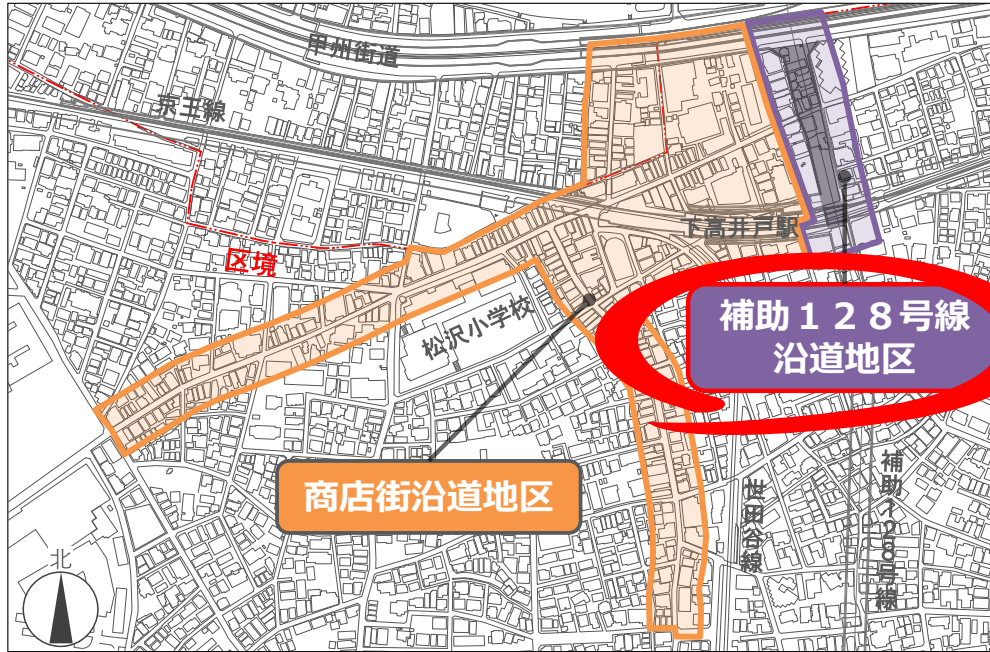 甲州街道
京王線
下高井戸駅
区境
補助１２８号線
沿道地区
松沢小学校
商店街沿道地区
世田谷線
補助１２８号線
北